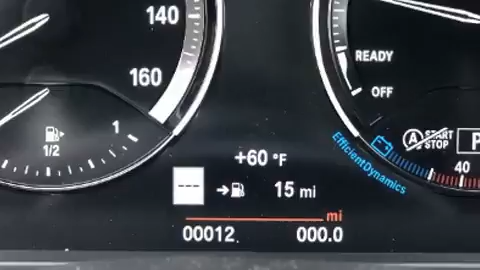 140
160
READY
OFF
1/2
1
+60 °F
--- 15 mi
mi
00012 000.0
EfficientDynamics
A START STOP
P
40